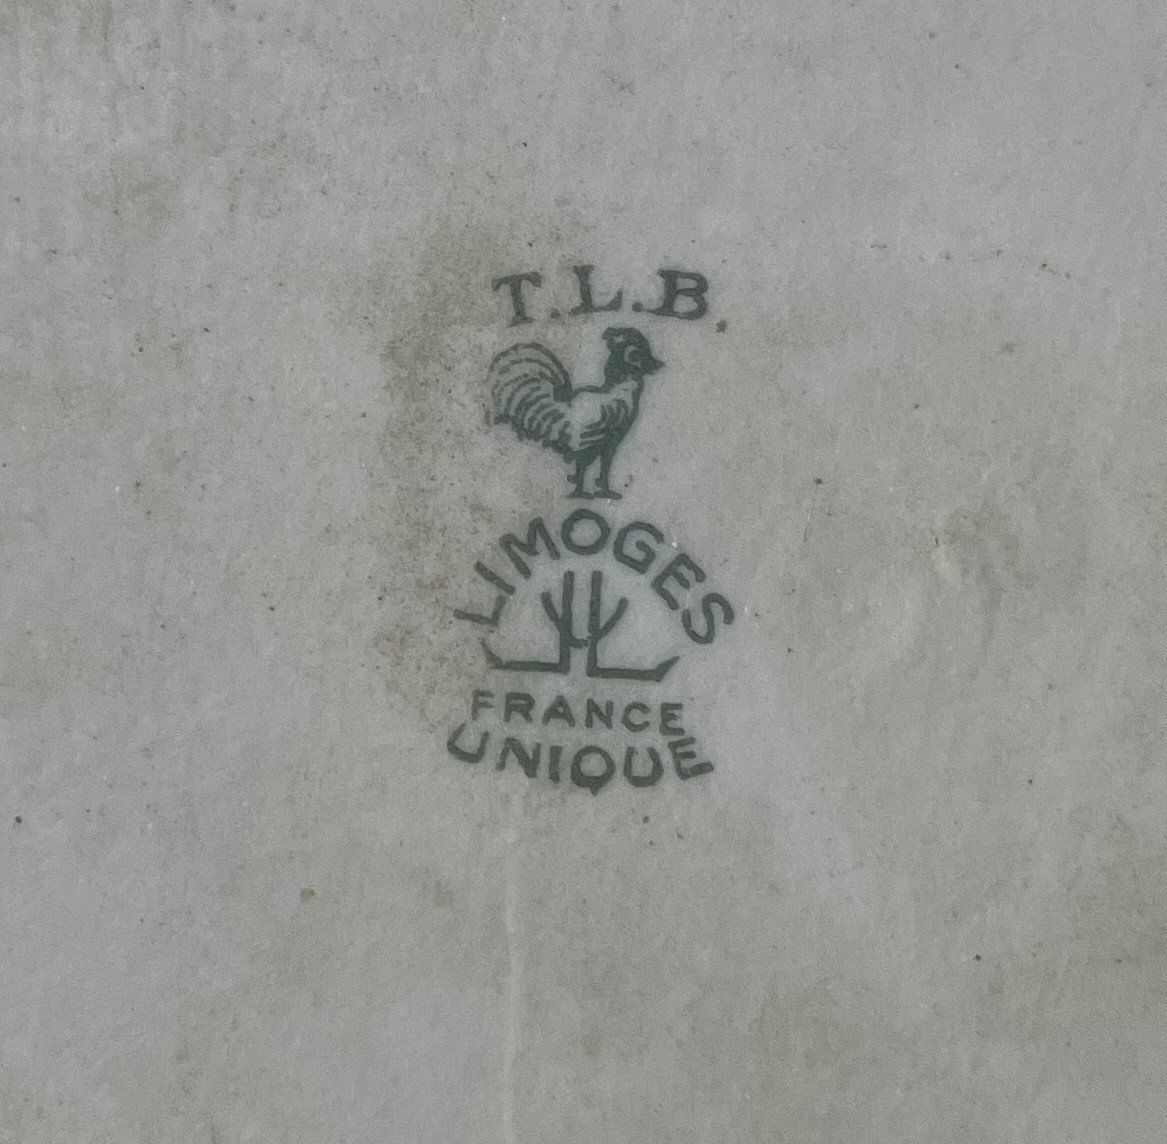 T.L.B.
LIMOGES
FRANCE
UNIQUE